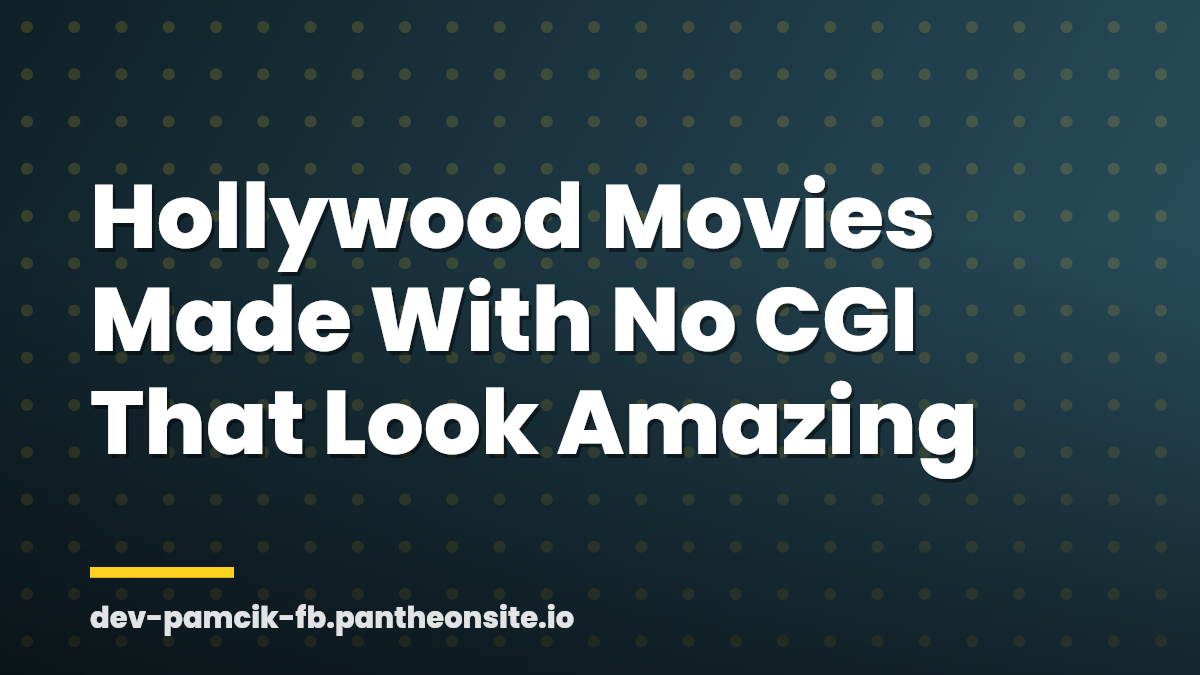 Hollywood Movies
Made With No CGI
That Look Amazing
dev-pamcik-fb.pantheonsite.io